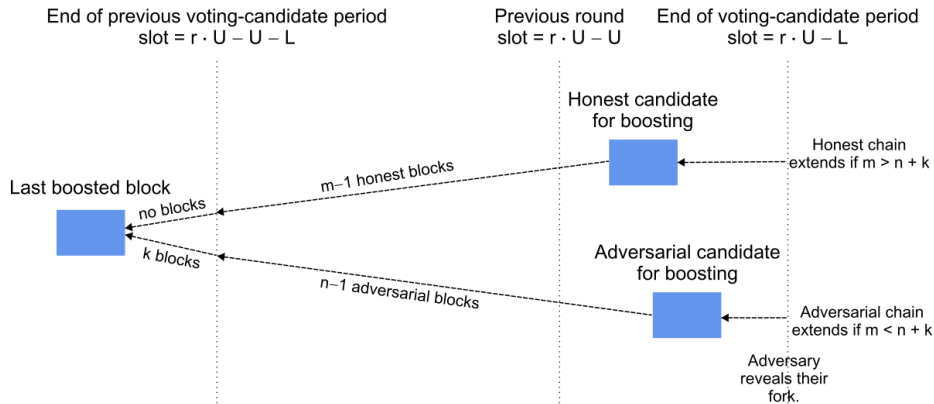 End of previous voting-candidate period
slot = r · U – U – L
Previous round
slot = r · U – U
End of voting-candidate period
slot = r · U – L
Honest candidate
for boosting
Honest chain
extends if m > n + k
m–1 honest blocks
Last boosted block
no blocks
k blocks
Adversarial candidate
for boosting
n–1 adversarial blocks
Adversarial chain
extends if m < n + k
Adversary
reveals their
fork.